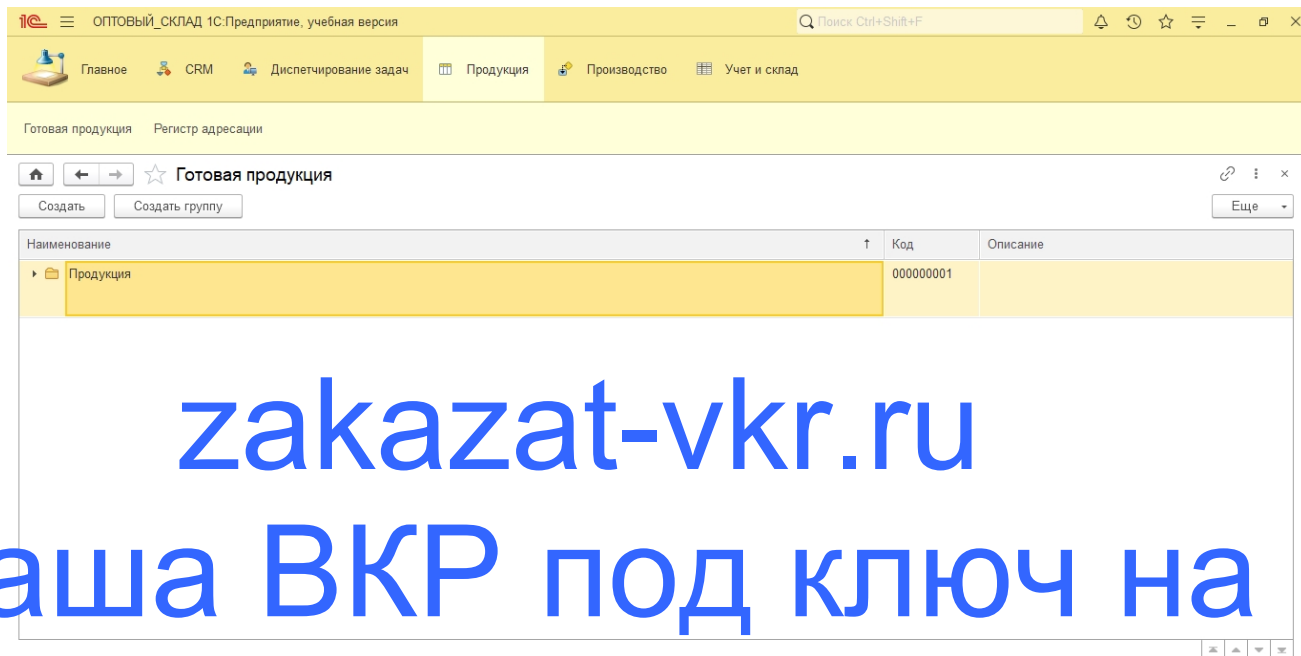 1С ОПТОВЫЙ_СКЛАД 1С:Предприятие, учебная версия Поиск Ctrl+Shift+F
Главное CRM Диспетчирование задач Продукция Производство Учет и склад
Готовая продукция Регистр адресации
Готовая продукция
Создать Создать группу Еще
Наименование ↑ Код Описание
Продукция 000000001
zakazat-vkr.ru
аша ВКР под ключ на